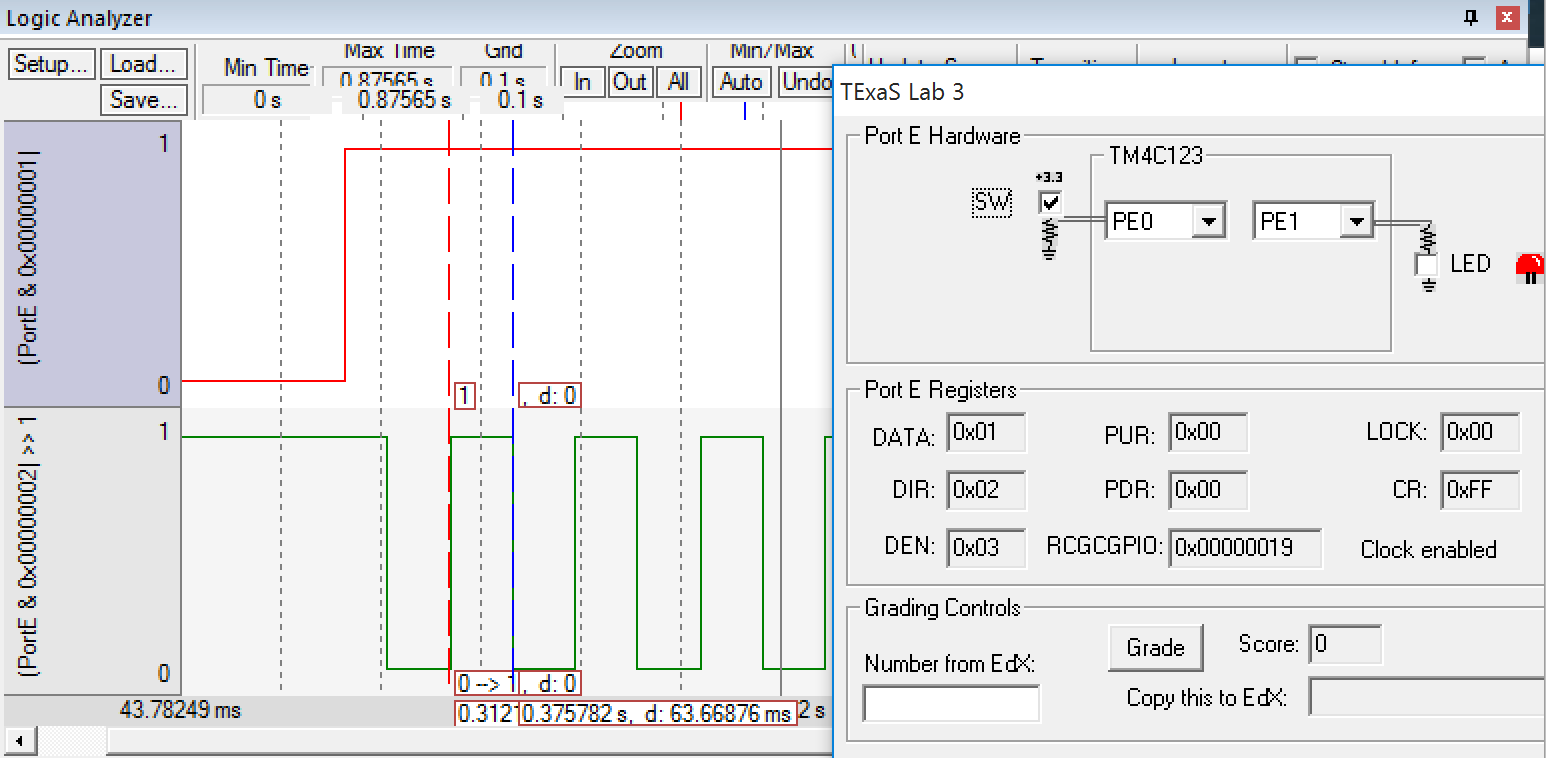 Logic Analyzer
Setup... Load... Min Time Max Time Grid Zoom Min/Max
0.87565 s 0.1 s In Out All Auto Undo
Save... 0 s 0.87565 s 0.1 s
TExaS Lab 3
Port E Hardware
TM4C123
+3.3
SW PE0 PE1
LED
(PortE & 0x00000001)
1
0
1 , d: 0
(PortE & 0x00000002) >> 1
1
0
0 --> 1 , d: 0
43.78249 ms 0.3121 0.375782 s, d: 63.66876 ms 2 s
Port E Registers
DATA: 0x01 PUR: 0x00 LOCK: 0x00
DIR: 0x02 PDR: 0x00 CR: 0xFF
DEN: 0x03 RCGCGPIO: 0x00000019 Clock enabled
Grading Controls
Number from EdX: Grade Score: 0
Copy this to EdX: